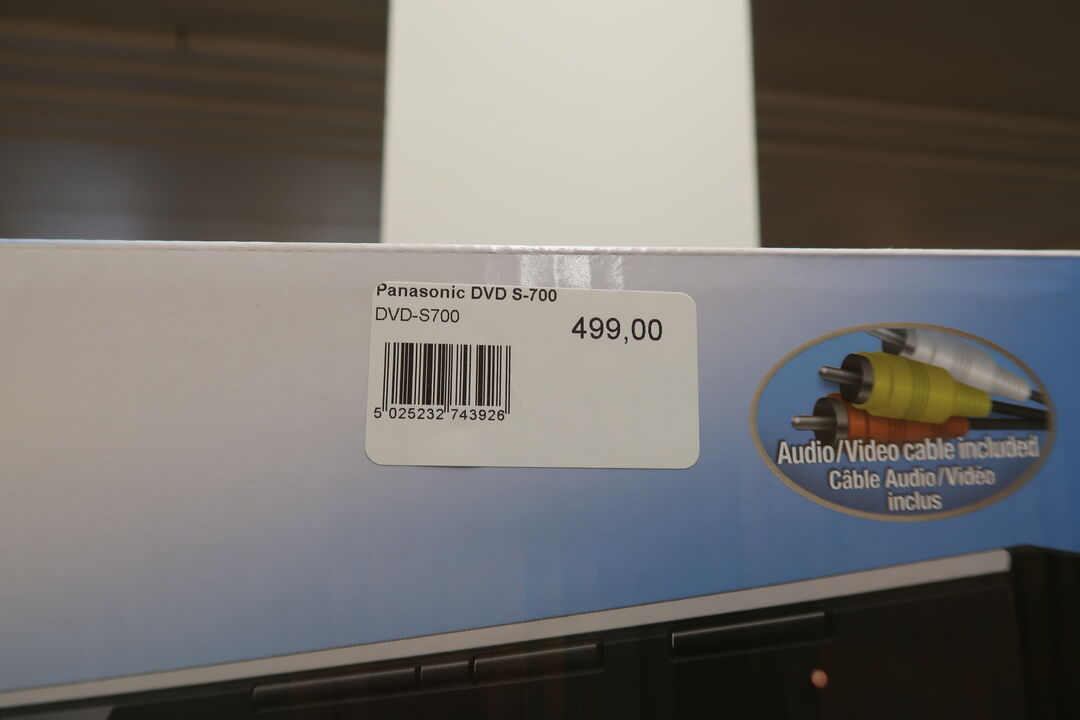 Panasonic DVD S-700
DVD-S700
499,00
5 025232 743926
Audio/Video cable included
Câble Audio/Vidéo
inclus